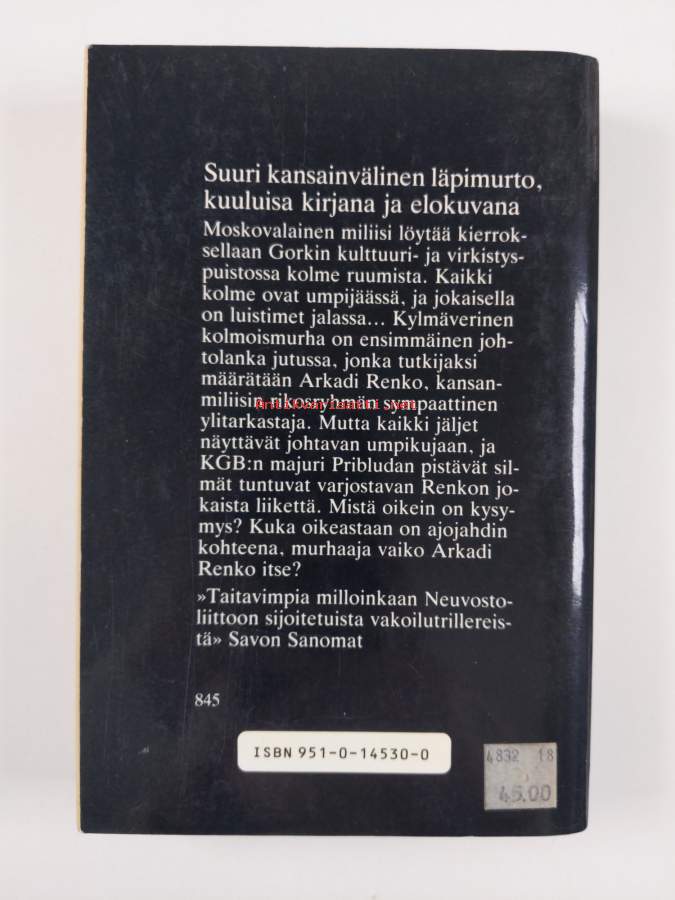 Suuri kansainvälinen läpimurto,
kuuluisa kirjana ja elokuvana
Moskovalainen miliisi löytää kierrok-
sellaan Gorkin kulttuuri- ja virkistys-
puistossa kolme ruumista. Kaikki
kolme ovat umpijäässä, ja jokaisella
on luistimet jalassa... Kylmäverinen
kolmoismurha on ensimmäinen joh-
tolanka jutussa, jonka tutkijaksi
määrätään Arkadi Renko, kansan-
miliisin rikosryhmän sympaattinen
Antikvariaatti.net
ylitarkastaja. Mutta kaikki jäljet
näyttävät johtavan umpikujaan, ja
KGB:n majuri Pribludan pistävät sil-
mät tuntuvat varjostavan Renkon jo-
kaista liikettä. Mistä oikein on kysy-
mys? Kuka oikeastaan on ajojahdin
kohteena, murhaaja vaiko Arkadi
Renko itse?
»Taitavimpia milloinkaan Neuvosto-
liittoon sijoitetuista vakoilutrillereis-
tä» Savon Sanomat
845
ISBN 951-0-14530-0
4832 18
45.00